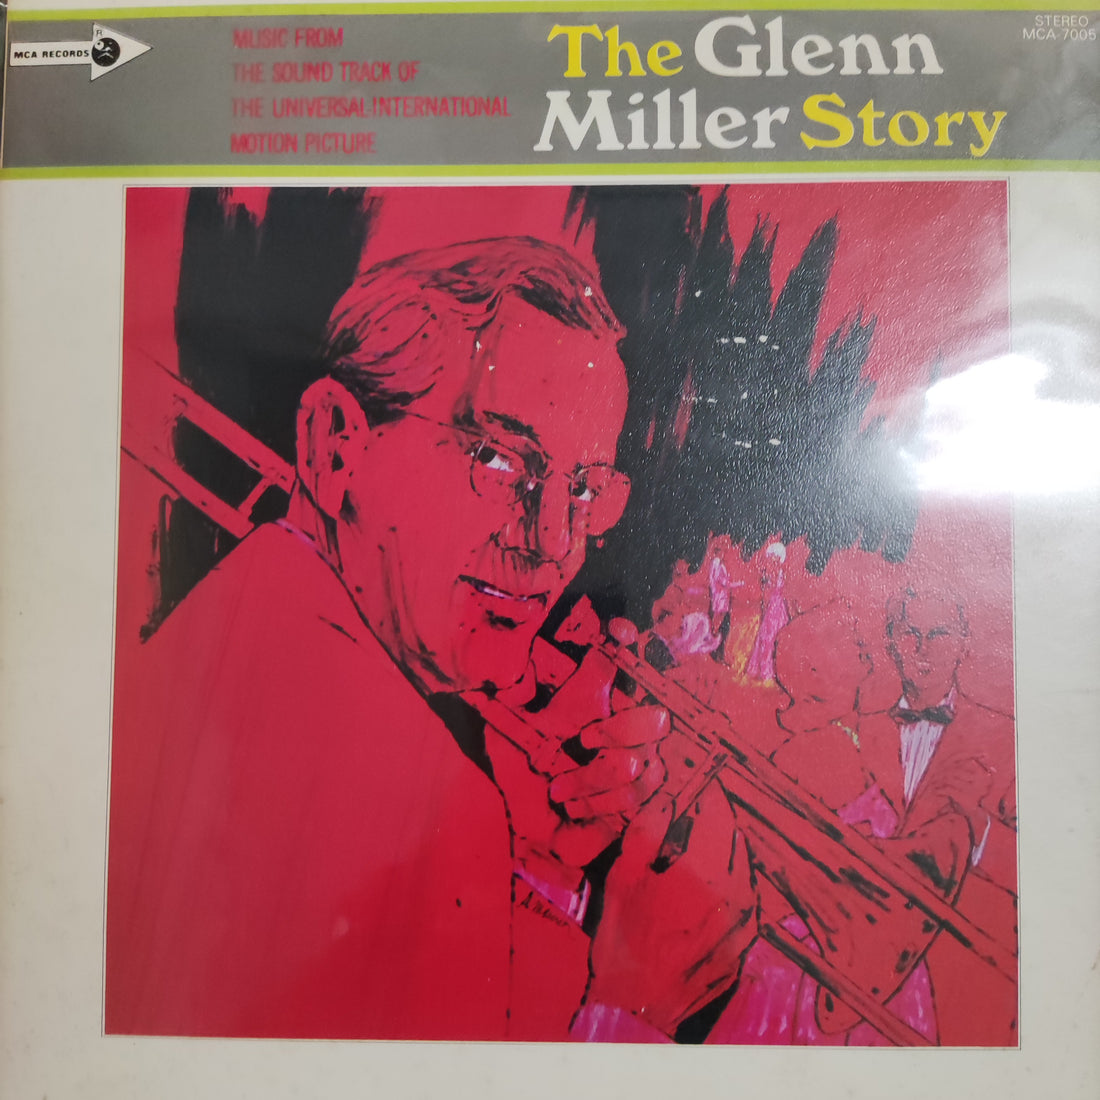 MCA RECORDS
R
MUSIC FROM
THE SOUND TRACK OF
THE UNIVERSAL-INTERNATIONAL
MOTION PICTURE
The Glenn
Miller Story
STEREO
MCA-7005